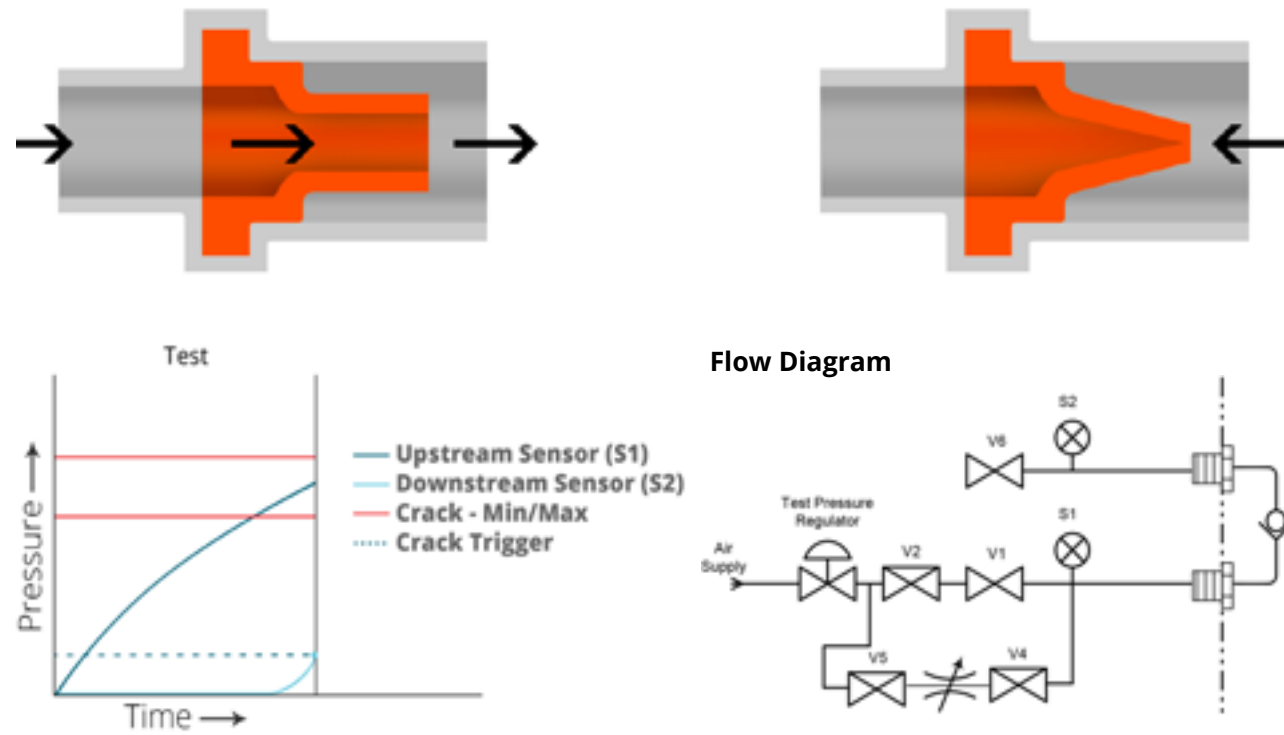 Test
Pressure
Time
Upstream Sensor (S1)
Downstream Sensor (S2)
Crack - Min/Max
Crack Trigger
Flow Diagram
S2
V6
Test Pressure
Regulator
S1
Air
Supply
V2
V1
V5
V4